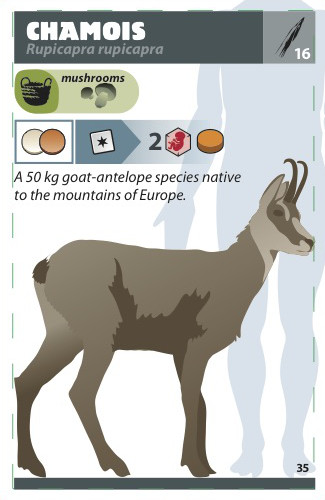 CHAMOIS
Rupicapra rupicapra
16
mushrooms
2
A 50 kg goat-antelope species native
to the mountains of Europe.
35